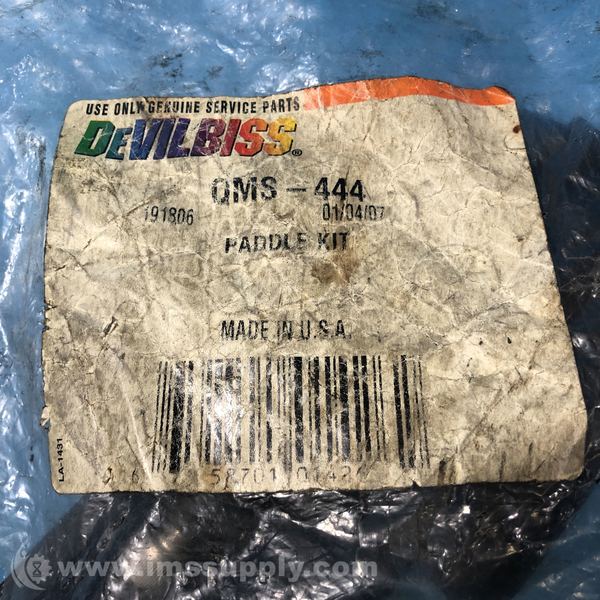 USE ONLY GENUINE SERVICE PARTS
DEVILBISS®
QMS-444
191806 01/04/07
PADDLE KIT
MADE IN U.S.A.
LA-1431
www.imssupply.com